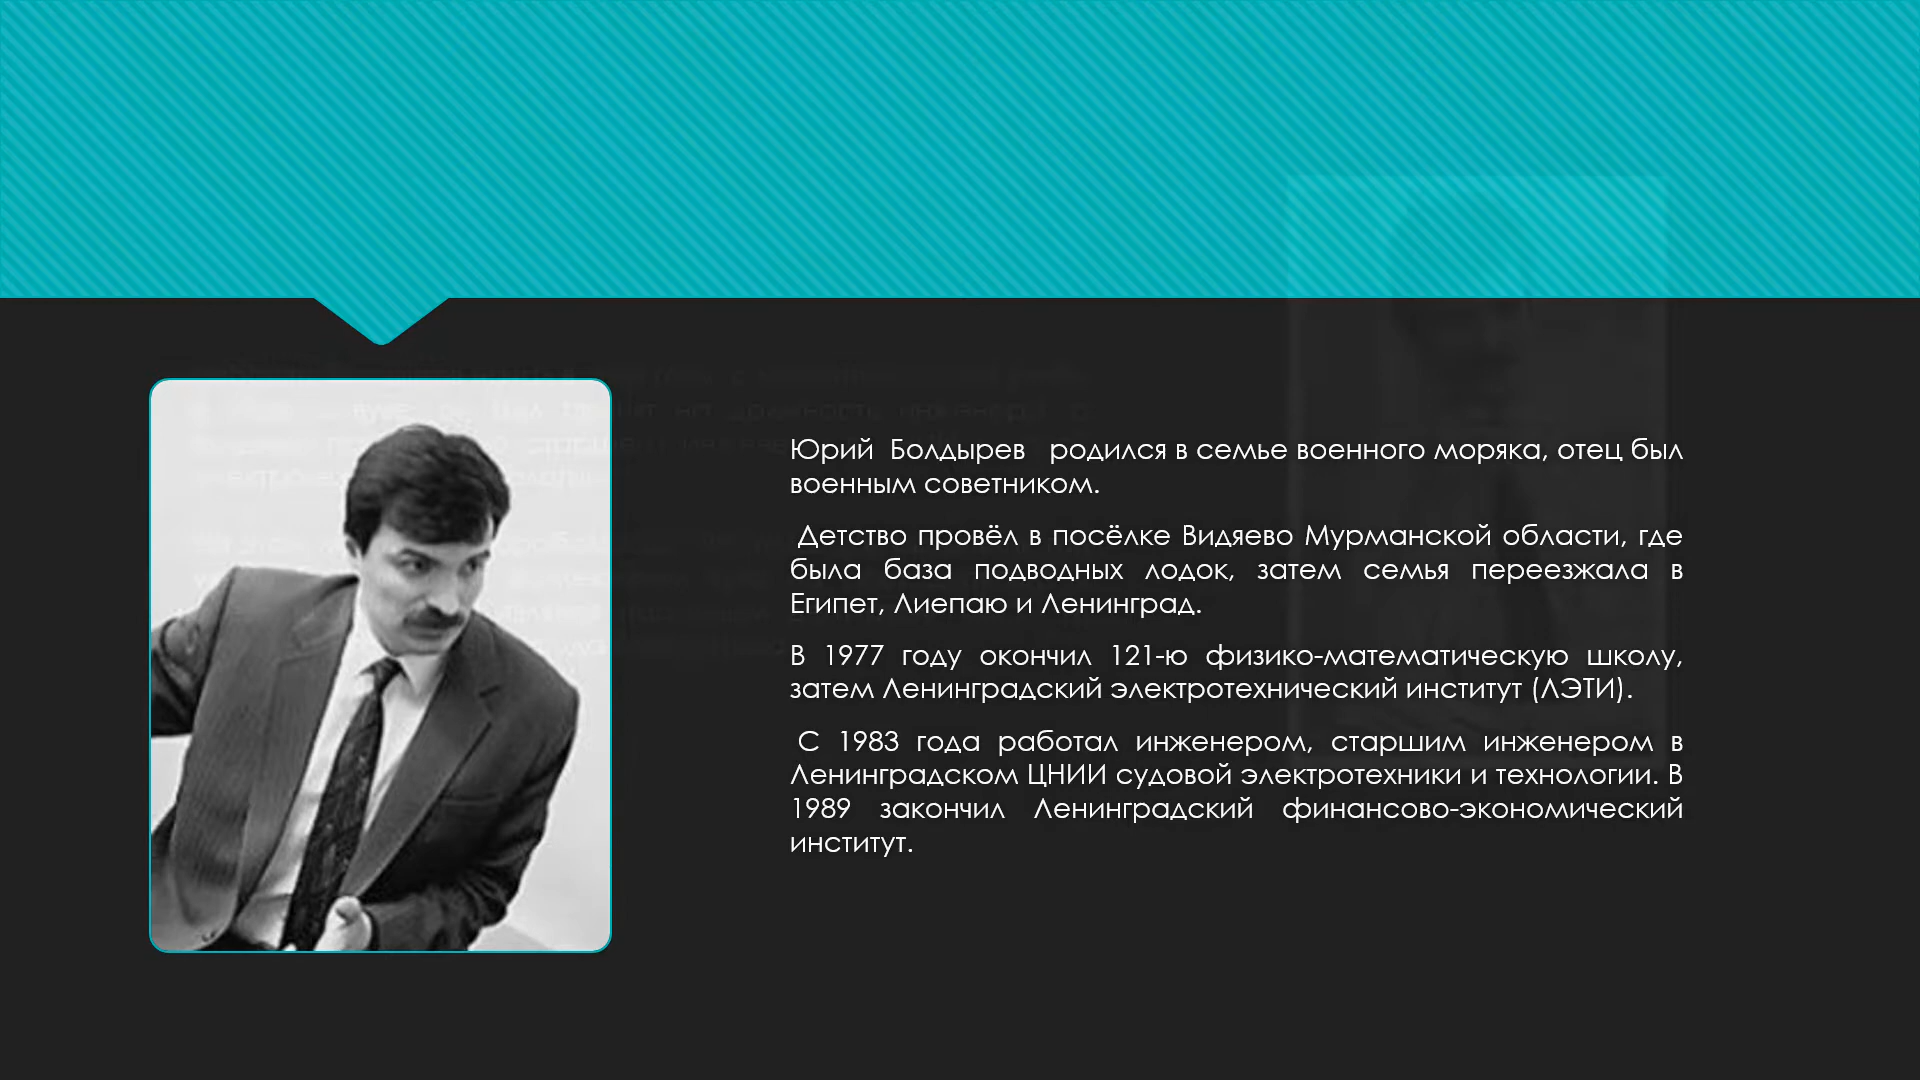 Юрий Болдырев родился в семье военного моряка, отец был
военным советником.
Детство провёл в посёлке Видяево Мурманской области, где
была база подводных лодок, затем семья переезжала в
Египет, Лиепаю и Ленинград.
В 1977 году окончил 121-ю физико-математическую школу,
затем Ленинградский электротехнический институт (ЛЭТИ).
С 1983 года работал инженером, старшим инженером в
Ленинградском ЦНИИ судовой электротехники и технологии. В
1989 закончил Ленинградский финансово-экономический
институт.